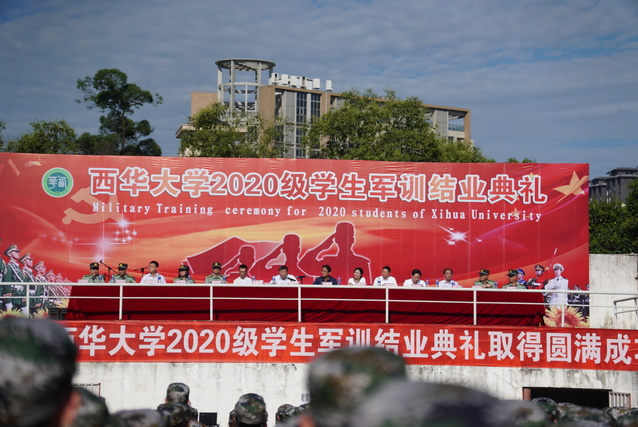 西华大学2020级学生军训结业典礼
Military Training ceremony for 2020 students of Xihua University
西华大学2020级学生军训结业典礼取得圆满成